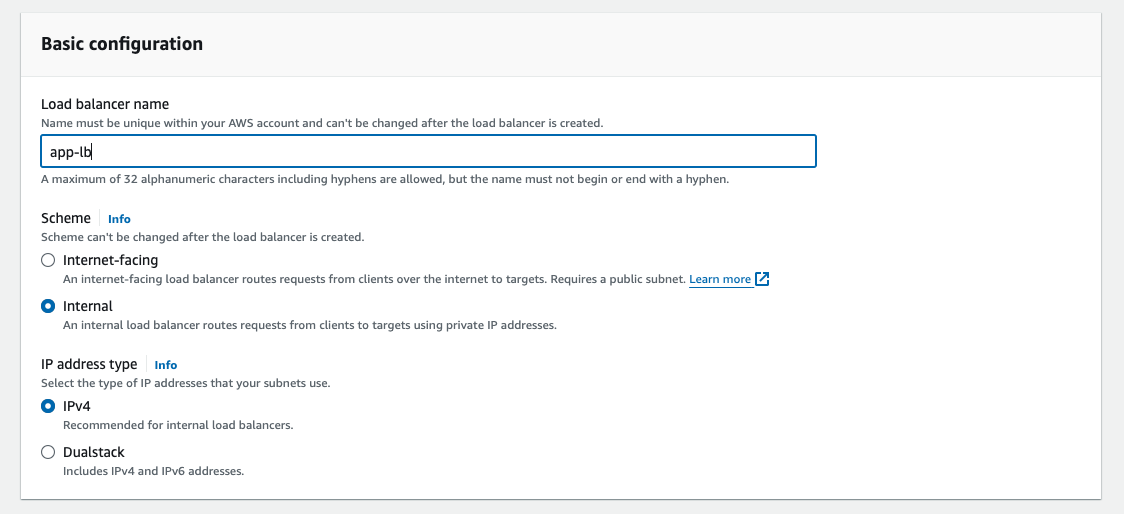 Basic configuration
Load balancer name
Name must be unique within your AWS account and can't be changed after the load balancer is created.
app-lb
A maximum of 32 alphanumeric characters including hyphens are allowed, but the name must not begin or end with a hyphen.
Scheme Info
Scheme can't be changed after the load balancer is created.
Internet-facing
An internet-facing load balancer routes requests from clients over the internet to targets. Requires a public subnet. Learn more
Internal
An internal load balancer routes requests from clients to targets using private IP addresses.
IP address type Info
Select the type of IP addresses that your subnets use.
IPv4
Recommended for internal load balancers.
Dualstack
Includes IPv4 and IPv6 addresses.